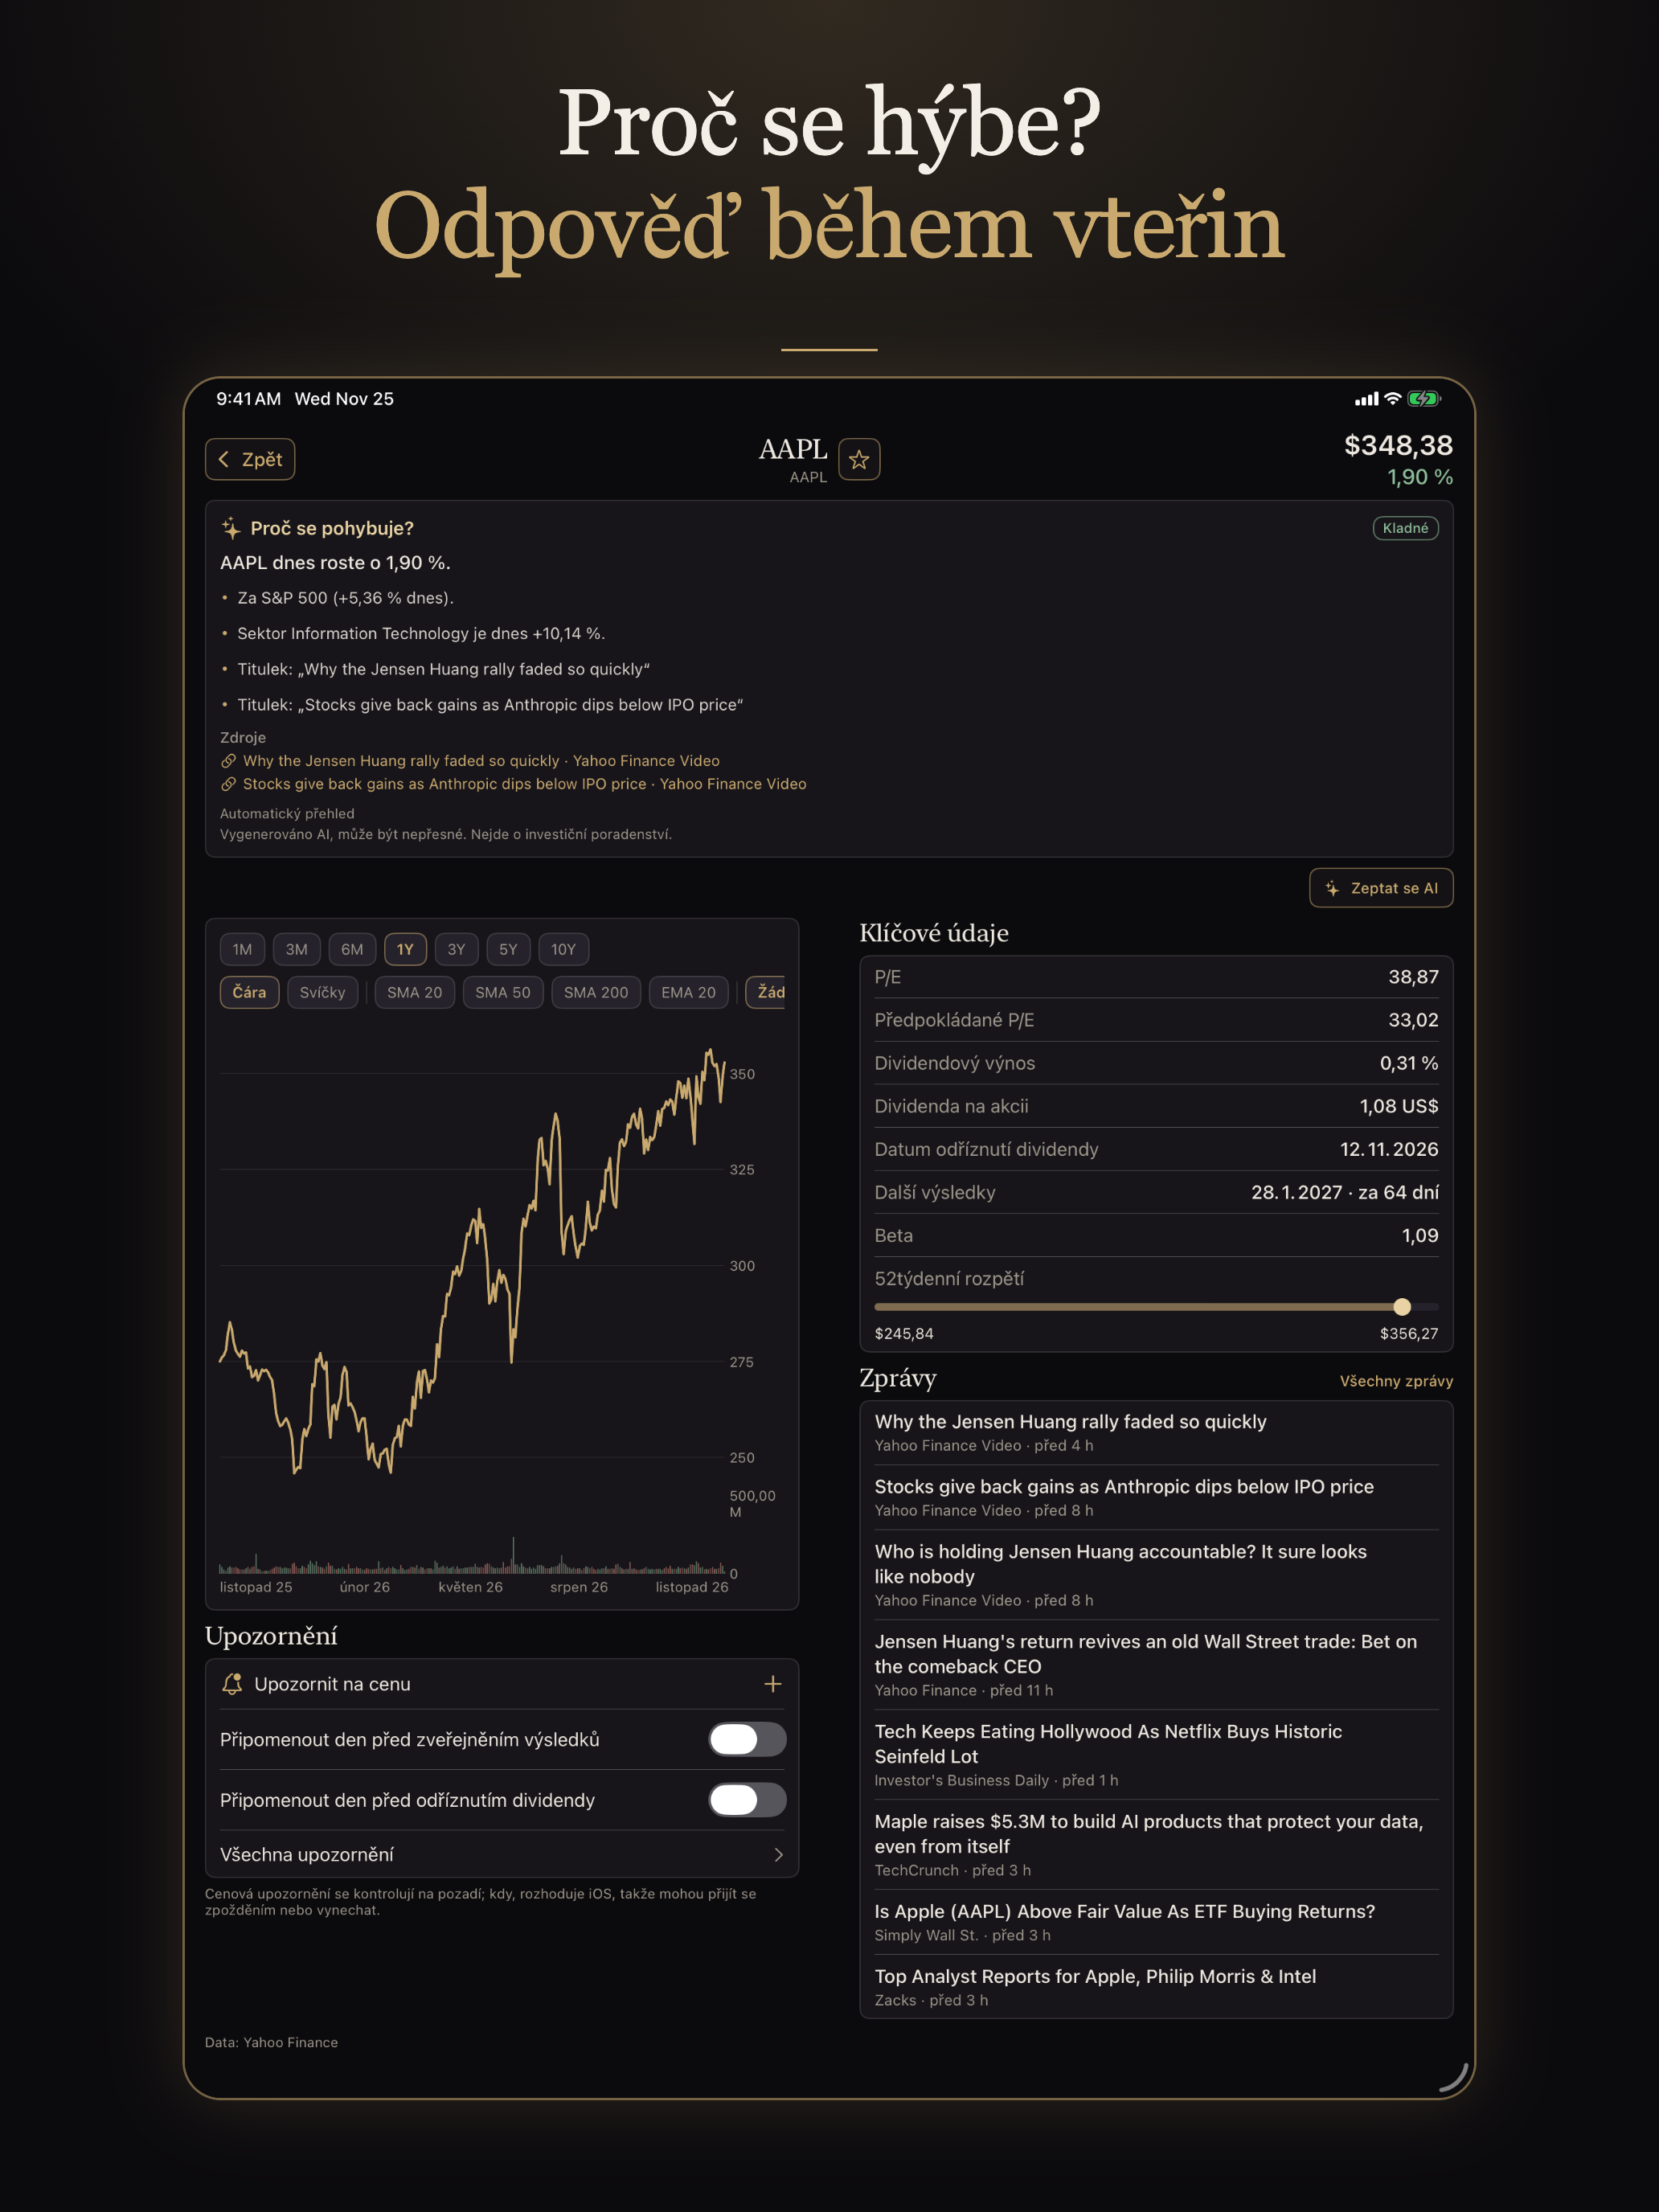 Proč se hýbe?
Odpověď během vteřin
9:41 AM Wed Nov 25
Zpět
AAPL
AAPL
$348,38
1,90 %
Proč se pohybuje?
Kladné
AAPL dnes roste o 1,90 %.
• Za S&P 500 (+5,36 % dnes).
• Sektor Information Technology je dnes +10,14 %.
• Titulek: „Why the Jensen Huang rally faded so quickly“
• Titulek: „Stocks give back gains as Anthropic dips below IPO price“
Zdroje
Why the Jensen Huang rally faded so quickly · Yahoo Finance Video
Stocks give back gains as Anthropic dips below IPO price · Yahoo Finance Video
Automatický přehled
Vygenerováno AI, může být nepřesné. Nejde o investiční poradenství.
Zeptat se AI
1M 3M 6M 1Y 3Y 5Y 10Y
Čára Svíčky SMA 20 SMA 50 SMA 200 EMA 20 Žád
350
325
300
275
250
500,00
M
0
listopad 25 únor 26 květen 26 srpen 26 listopad 26
Upozornění
Upozornit na cenu
Připomenout den před zveřejněním výsledků
Připomenout den před odříznutím dividendy
Všechna upozornění
Cenová upozornění se kontrolují na pozadí; kdy, rozhoduje iOS, takže mohou přijít se
zpožděním nebo vynechat.
Klíčové údaje
P/E 38,87
Předpokládané P/E 33,02
Dividendový výnos 0,31 %
Dividenda na akcii 1,08 US$
Datum odříznutí dividendy 12. 11. 2026
Další výsledky 28. 1. 2027 · za 64 dní
Beta 1,09
52týdenní rozpětí
$245,84 $356,27
Zprávy
Všechny zprávy
Why the Jensen Huang rally faded so quickly
Yahoo Finance Video · před 4 h
Stocks give back gains as Anthropic dips below IPO price
Yahoo Finance Video · před 8 h
Who is holding Jensen Huang accountable? It sure looks
like nobody
Yahoo Finance Video · před 8 h
Jensen Huang's return revives an old Wall Street trade: Bet on
the comeback CEO
Yahoo Finance · před 11 h
Tech Keeps Eating Hollywood As Netflix Buys Historic
Seinfeld Lot
Investor's Business Daily · před 1 h
Maple raises $5.3M to build AI products that protect your data,
even from itself
TechCrunch · před 3 h
Is Apple (AAPL) Above Fair Value As ETF Buying Returns?
Simply Wall St. · před 3 h
Top Analyst Reports for Apple, Philip Morris & Intel
Zacks · před 3 h
Data: Yahoo Finance